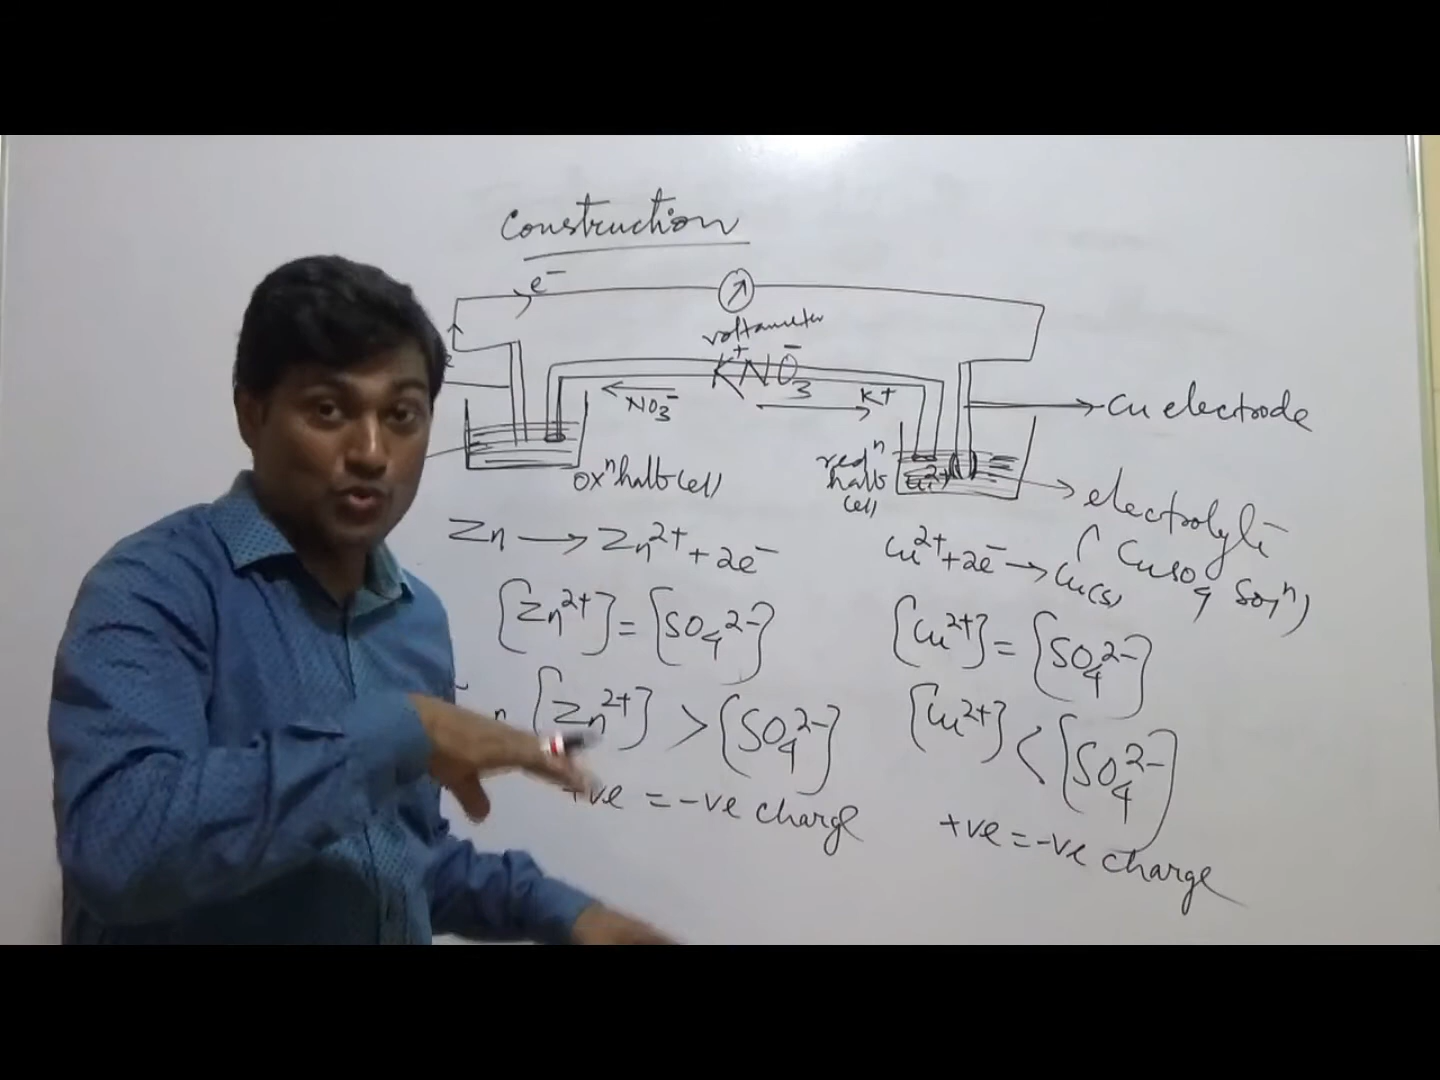 Construction
e⁻
voltameter
K⁺NO₃⁻
NO₃⁻
K+
Cu electrode
oxⁿ half cell
redⁿ
half
cell
Cu²⁺
electrolyte
( CuSO₄ Solⁿ)
Zn → Zn²⁺ + 2e⁻
Cu²⁺ + 2e⁻ → Cu(s)
[Zn²⁺] = [SO₄²⁻]
[Cu²⁺] = [SO₄²⁻]
[Zn²⁺] > [SO₄²⁻]
[Cu²⁺] < [SO₄²⁻]
+ve = -ve charge
+ve = -ve charge